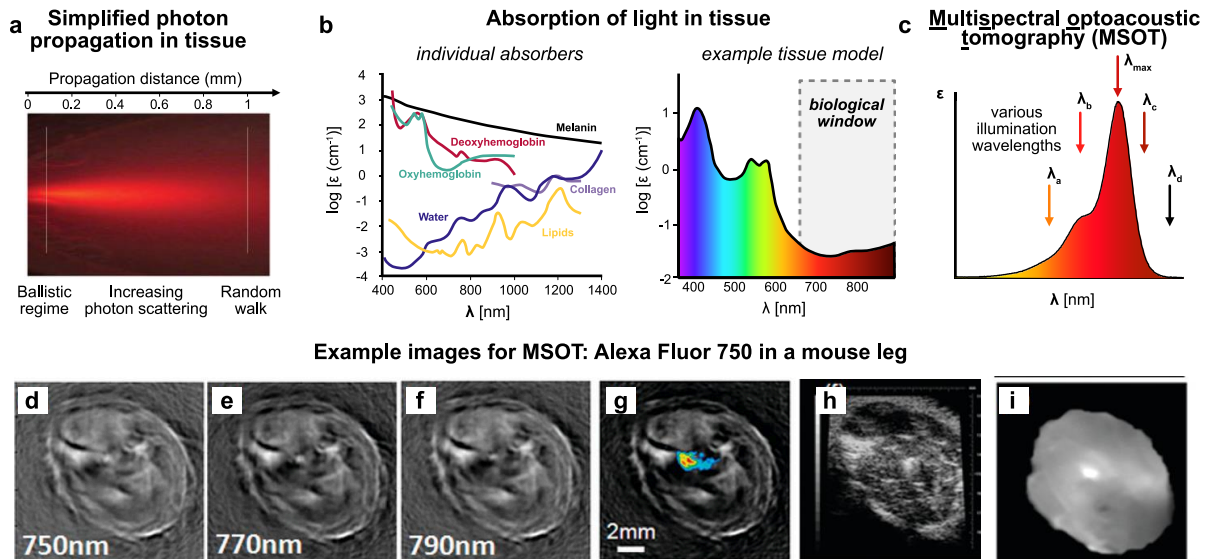 a
Simplified photon
propagation in tissue
Propagation distance (mm)
0 0.2 0.4 0.6 0.8 1
Ballistic regime
Increasing photon scattering
Random walk
b
Absorption of light in tissue
individual absorbers
log [ε (cm⁻¹)]
4
3
2
1
0
-1
-2
-3
-4
Melanin
Deoxyhemoglobin
Oxyhemoglobin
Collagen
Water
Lipids
400 600 800 1000 1200 1400
λ [nm]
example tissue model
log [ε (cm⁻¹)]
1
0
-1
-2
biological
window
400 500 600 700 800
λ [nm]
c
Multispectral optoacoustic
tomography (MSOT)
ε
various
illumination
wavelengths
λa
λb
λmax
λc
λd
λ [nm]
Example images for MSOT: Alexa Fluor 750 in a mouse leg
d
750nm
e
770nm
f
790nm
g
2mm
h
i